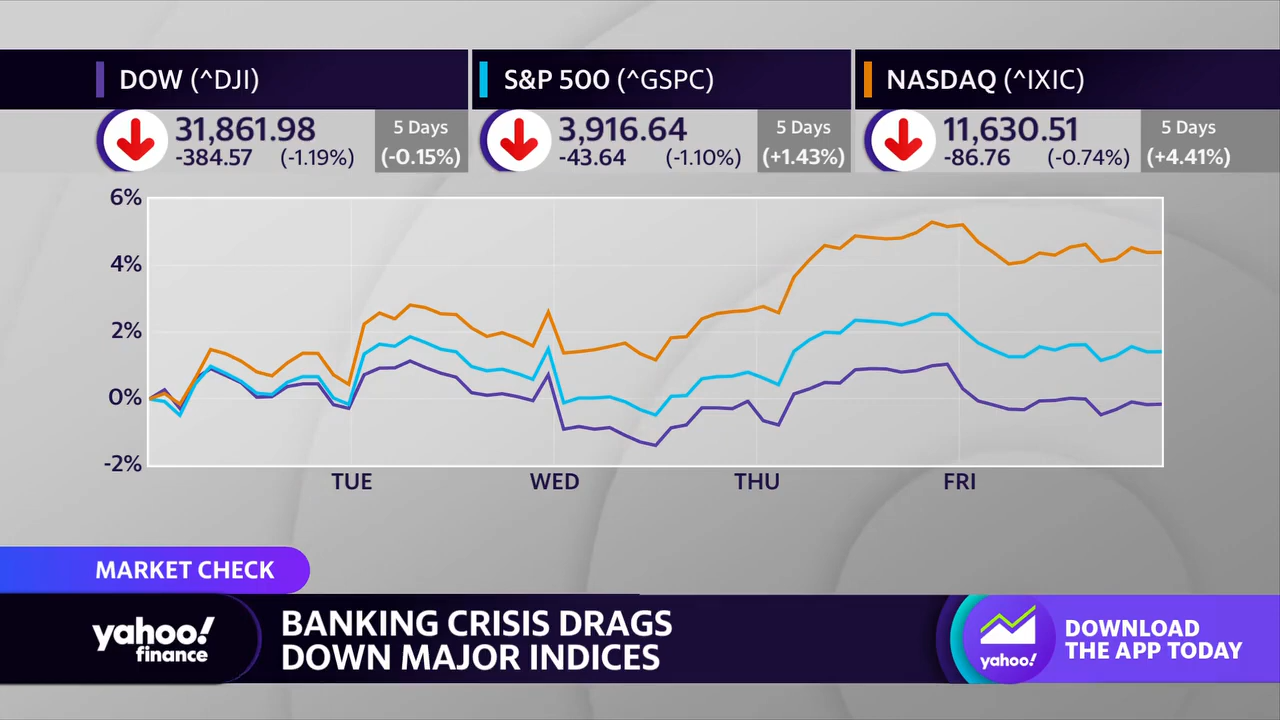 DOW (^DJI)
31,861.98
-384.57 (-1.19%)
5 Days
(-0.15%)
S&P 500 (^GSPC)
3,916.64
-43.64 (-1.10%)
5 Days
(+1.43%)
NASDAQ (^IXIC)
11,630.51
-86.76 (-0.74%)
5 Days
(+4.41%)
6%
4%
2%
0%
-2%
TUE WED THU FRI
MARKET CHECK
yahoo!
finance
BANKING CRISIS DRAGS
DOWN MAJOR INDICES
yahoo!
DOWNLOAD
THE APP TODAY